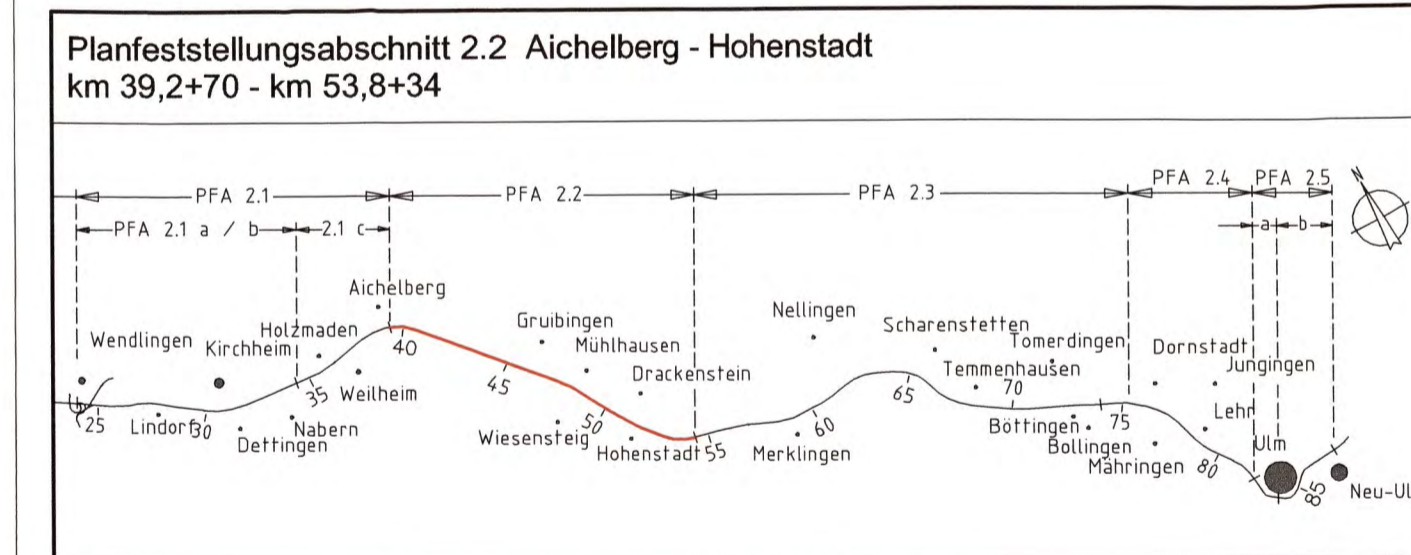 Planfeststellungsabschnitt 2.2 Aichelberg - Hohenstadt
km 39,2+70 - km 53,8+34
PFA 2.1
PFA 2.2
PFA 2.3
PFA 2.4
PFA 2.5
N
PFA 2.1 a / b
2.1 c
a
b
Aichelberg
Wendlingen
Kirchheim
Holzmaden
40
Gruibingen
Mühlhausen
Nellingen
Scharenstetten
Tomerdingen
Dornstadt
Jungingen
35
Weilheim
45
Drackenstein
65
Temmenhausen
70
25
Lindorf
30
Dettingen
Nabern
Wiesensteig
50
Hohenstadt
55
Merklingen
60
Böttingen
75
Bollingen
Mähringen
Lehr
80
Ulm
85
Neu-Ul